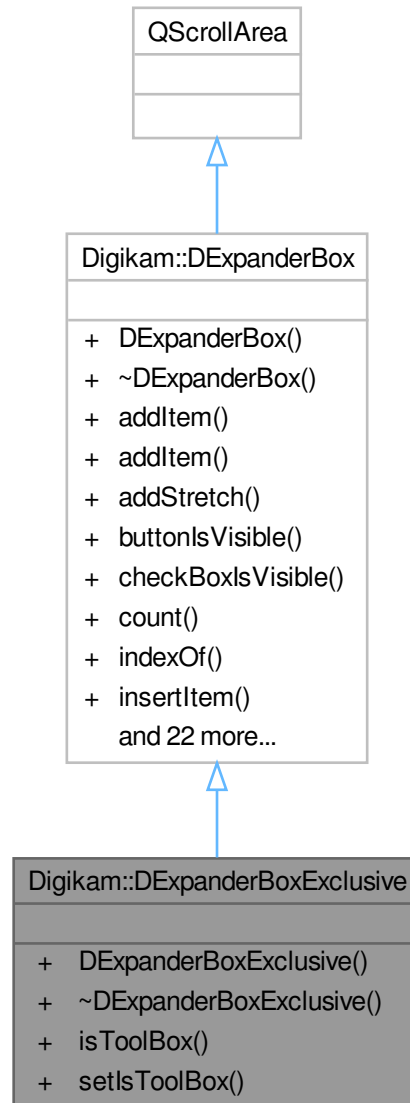 QScrollArea
Digikam::DExpanderBox
+ DExpanderBox()
+ ~DExpanderBox()
+ addItem()
+ addItem()
+ addStretch()
+ buttonIsVisible()
+ checkBoxIsVisible()
+ count()
+ indexOf()
+ insertItem()
and 22 more...
Digikam::DExpanderBoxExclusive
+ DExpanderBoxExclusive()
+ ~DExpanderBoxExclusive()
+ isToolBox()
+ setIsToolBox()